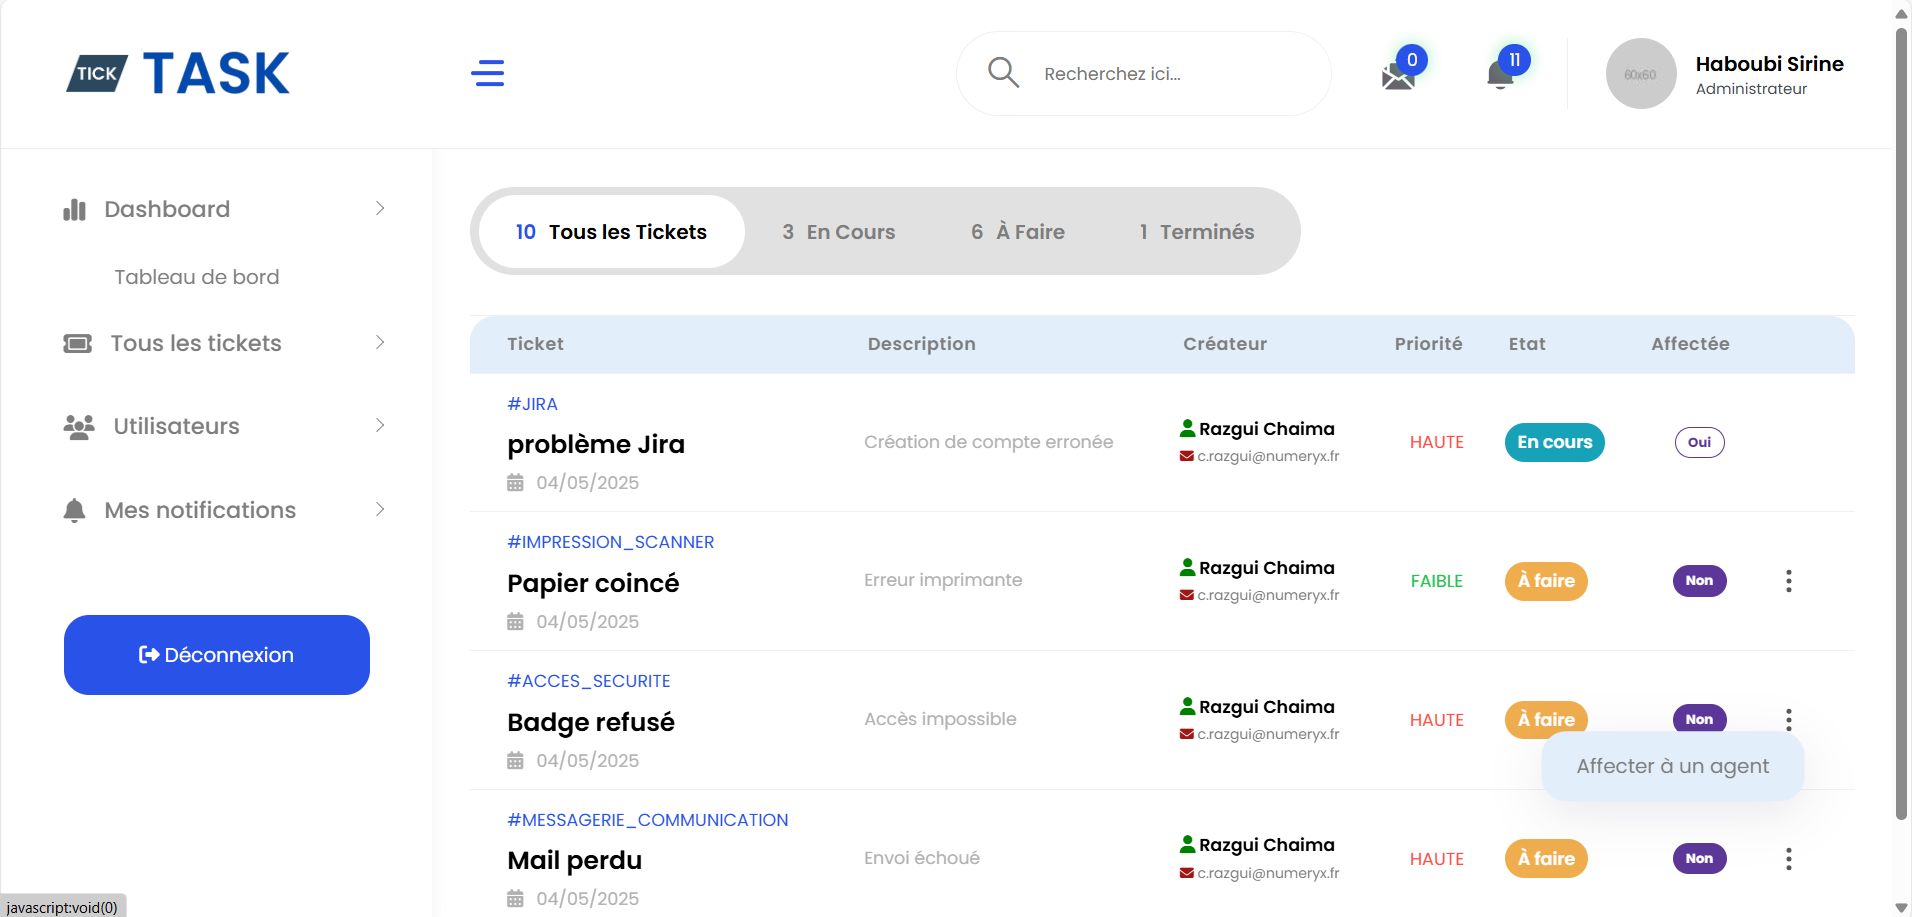 TICK TASK
Recherchez ici...
0
11
60x60
Haboubi Sirine
Administrateur
Dashboard
Tableau de bord
Tous les tickets
Utilisateurs
Mes notifications
Déconnexion
10 Tous les Tickets 3 En Cours 6 À Faire 1 Terminés
Ticket Description Créateur Priorité Etat Affectée
#JIRA
problème Jira
04/05/2025
Création de compte erronée
Razgui Chaima
c.razgui@numeryx.fr
HAUTE
En cours
Oui
#IMPRESSION_SCANNER
Papier coincé
04/05/2025
Erreur imprimante
Razgui Chaima
c.razgui@numeryx.fr
FAIBLE
À faire
Non
#ACCES_SECURITE
Badge refusé
04/05/2025
Accès impossible
Razgui Chaima
c.razgui@numeryx.fr
HAUTE
À faire
Non
Affecter à un agent
#MESSAGERIE_COMMUNICATION
Mail perdu
04/05/2025
Envoi échoué
Razgui Chaima
c.razgui@numeryx.fr
HAUTE
À faire
Non
javascript:void(0)